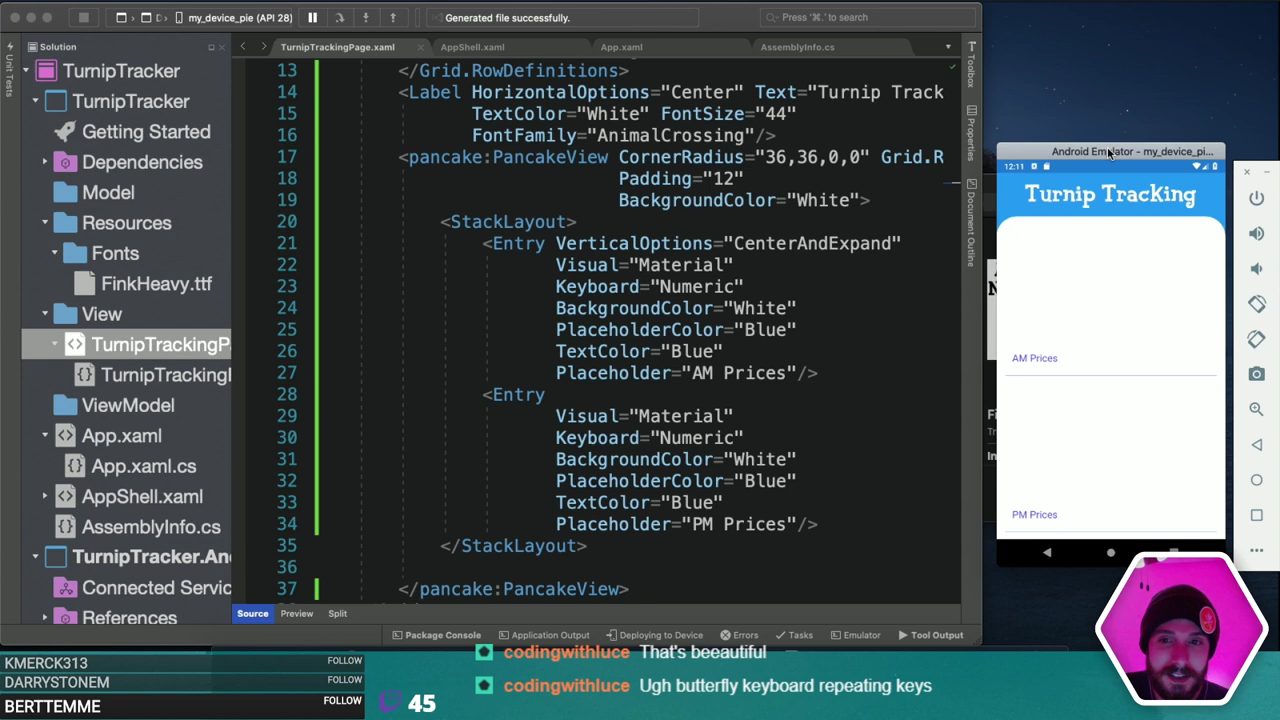 my_device_pie (API 28)
Generated file successfully.
Press '⌘.' to search
Solution
TurnipTrackingPage.xaml
AppShell.xaml
App.xaml
AssemblyInfo.cs
Unit Tests
TurnipTracker
TurnipTracker
Getting Started
Dependencies
Model
Resources
Fonts
FinkHeavy.ttf
View
TurnipTrackingP
TurnipTrackingI
ViewModel
App.xaml
App.xaml.cs
AppShell.xaml
AssemblyInfo.cs
TurnipTracker.An
Connected Servic
References
13 </Grid.RowDefinitions>
14 <Label HorizontalOptions="Center" Text="Turnip Track
15 TextColor="White" FontSize="44"
16 FontFamily="AnimalCrossing"/>
17 <pancake:PancakeView CornerRadius="36,36,0,0" Grid.R
18 Padding="12"
19 BackgroundColor="White">
20 <StackLayout>
21 <Entry VerticalOptions="CenterAndExpand"
22 Visual="Material"
23 Keyboard="Numeric"
24 BackgroundColor="White"
25 PlaceholderColor="Blue"
26 TextColor="Blue"
27 Placeholder="AM Prices"/>
28 <Entry
29 Visual="Material"
30 Keyboard="Numeric"
31 BackgroundColor="White"
32 PlaceholderColor="Blue"
33 TextColor="Blue"
34 Placeholder="PM Prices"/>
35 </StackLayout>
36
37 </pancake:PancakeView>
Source
Preview
Split
Package Console
Application Output
Deploying to Device
Errors
Tasks
Emulator
Tool Output
Toolbox
Properties
Document Outline
Android Emulator - my_device_pi...
12:11
Turnip Tracking
AM Prices
PM Prices
KMERCK313 FOLLOW
DARRYSTONEM FOLLOW
BERTTEMME FOLLOW
45
codingwithluce That's beeautiful
codingwithluce Ugh butterfly keyboard repeating keys